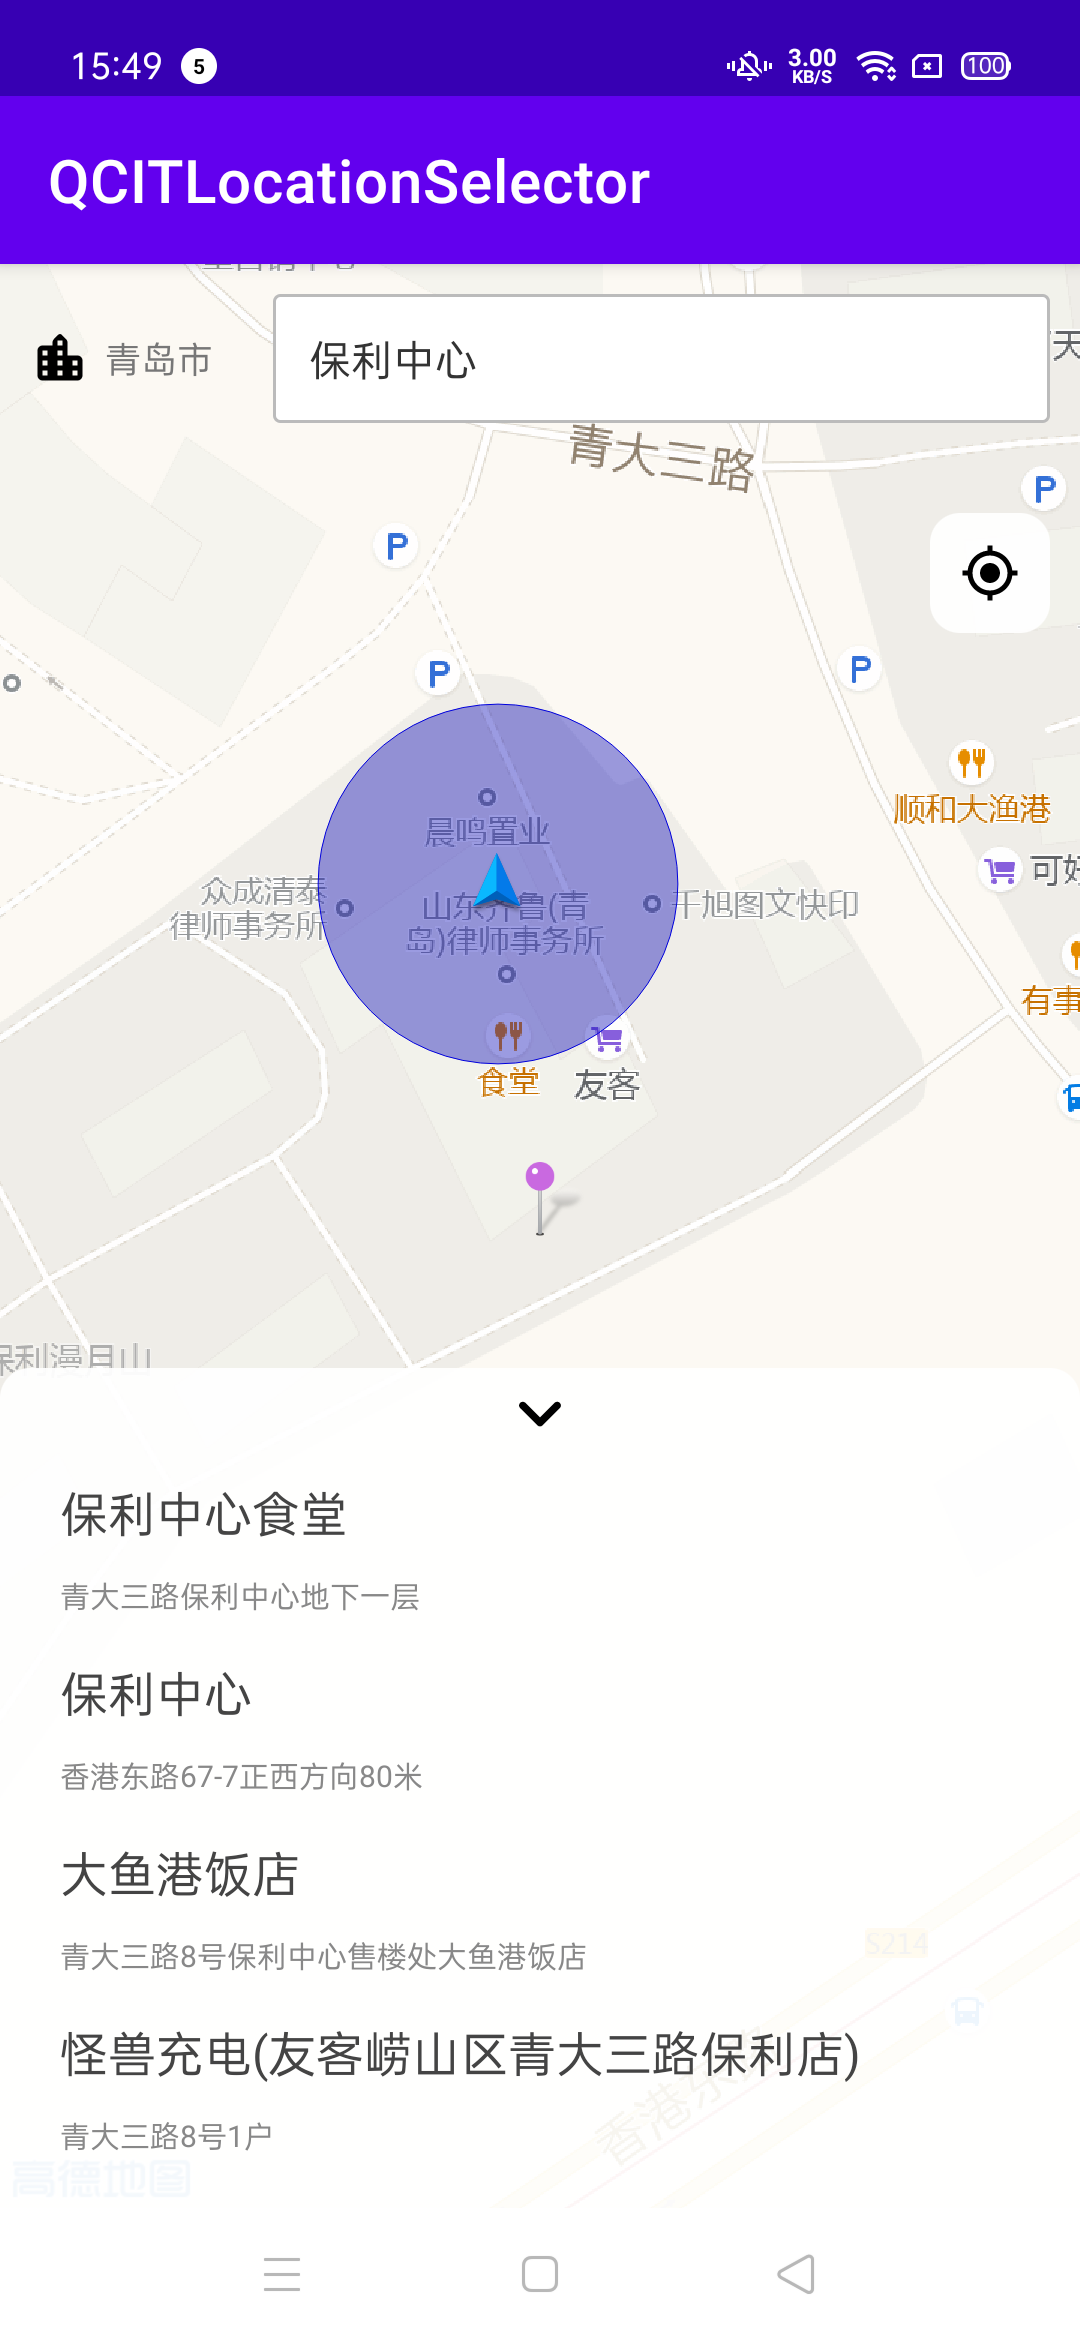 15:49
5
3.00
KB/S
100
QCITLocationSelector
青岛市
保利中心
天
青大三路
P
P
P
P
顺和大渔港
可好
晨鸣置业
众成清泰
律师事务所
山东齐鲁(青
岛)律师事务所
千旭图文快印
有事
食堂
友客
保利漫月山
保利中心食堂
青大三路保利中心地下一层
保利中心
香港东路67-7正西方向80米
大鱼港饭店
青大三路8号保利中心售楼处大鱼港饭店
S214
怪兽充电(友客崂山区青大三路保利店)
香港东路
青大三路8号1户
高德地图